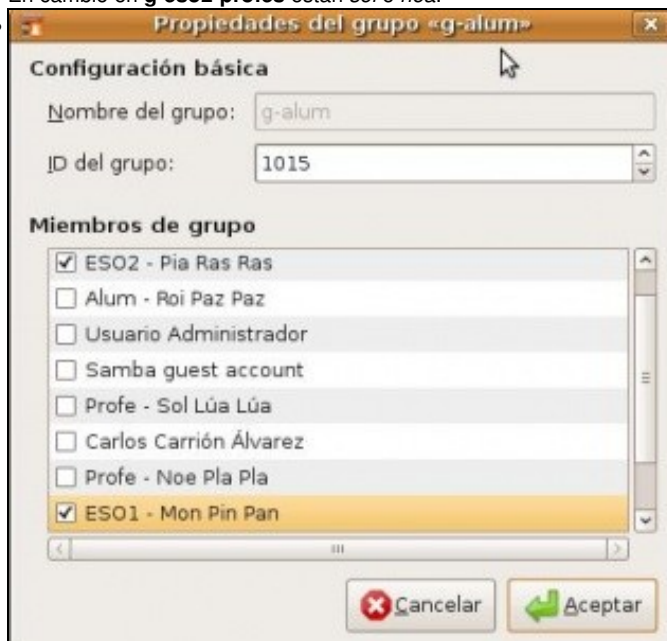 Propiedades del grupo «g-alum»
Configuración básica
Nombre del grupo: g-alum
ID del grupo: 1015
Miembros de grupo
ESO2 - Pia Ras Ras
Alum - Roi Paz Paz
Usuario Administrador
Samba guest account
Profe - Sol Lúa Lúa
Carlos Carrión Álvarez
Profe - Noe Pla Pla
ESO1 - Mon Pin Pan
Cancelar Aceptar